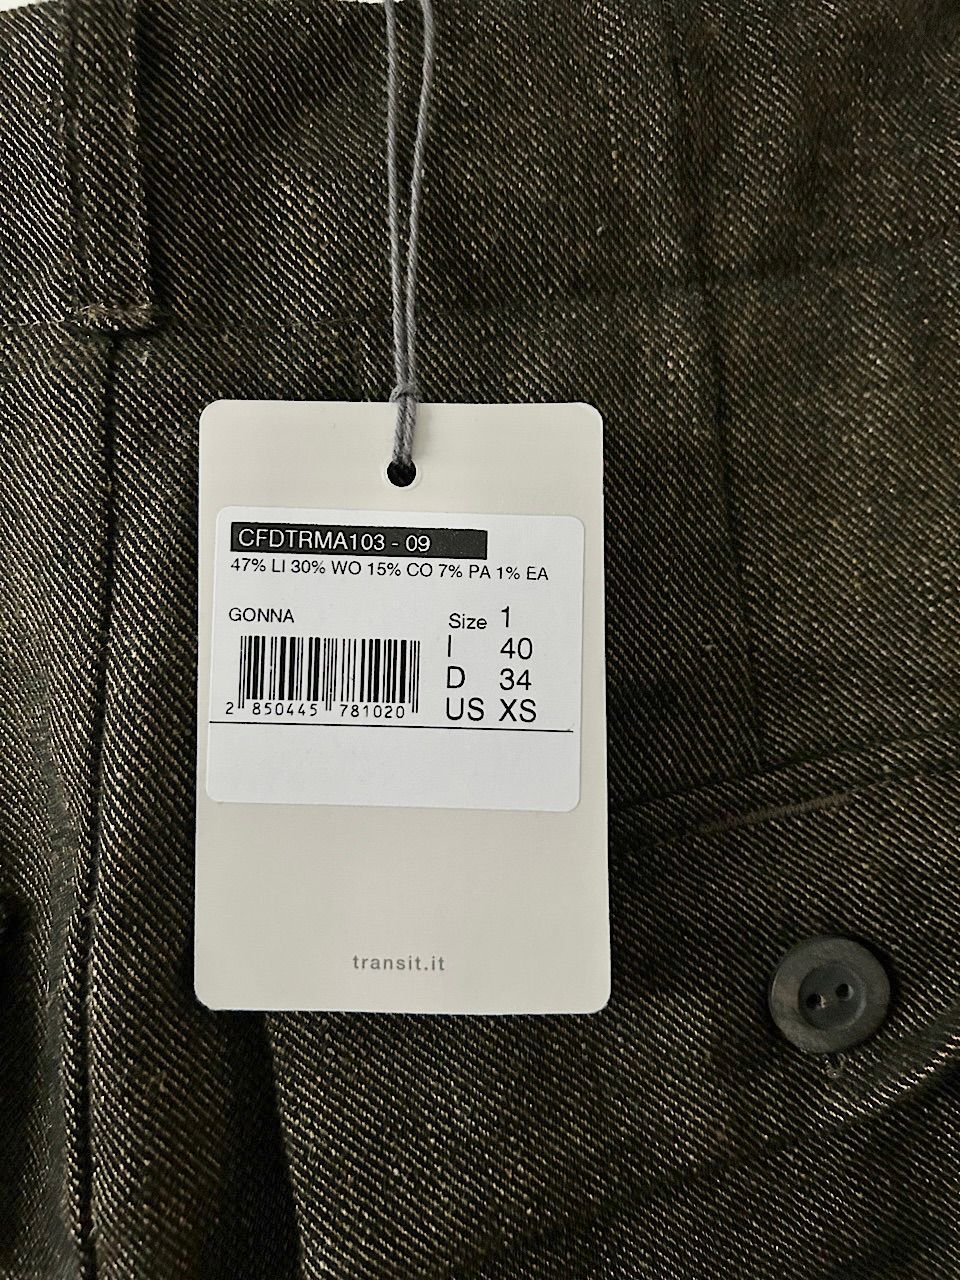 CFDTRMA103 - 09
47% LI 30% WO 15% CO 7% PA 1% EA
GONNA
Size 1
I 40
D 34
US XS
2 850445 781020
transit.it